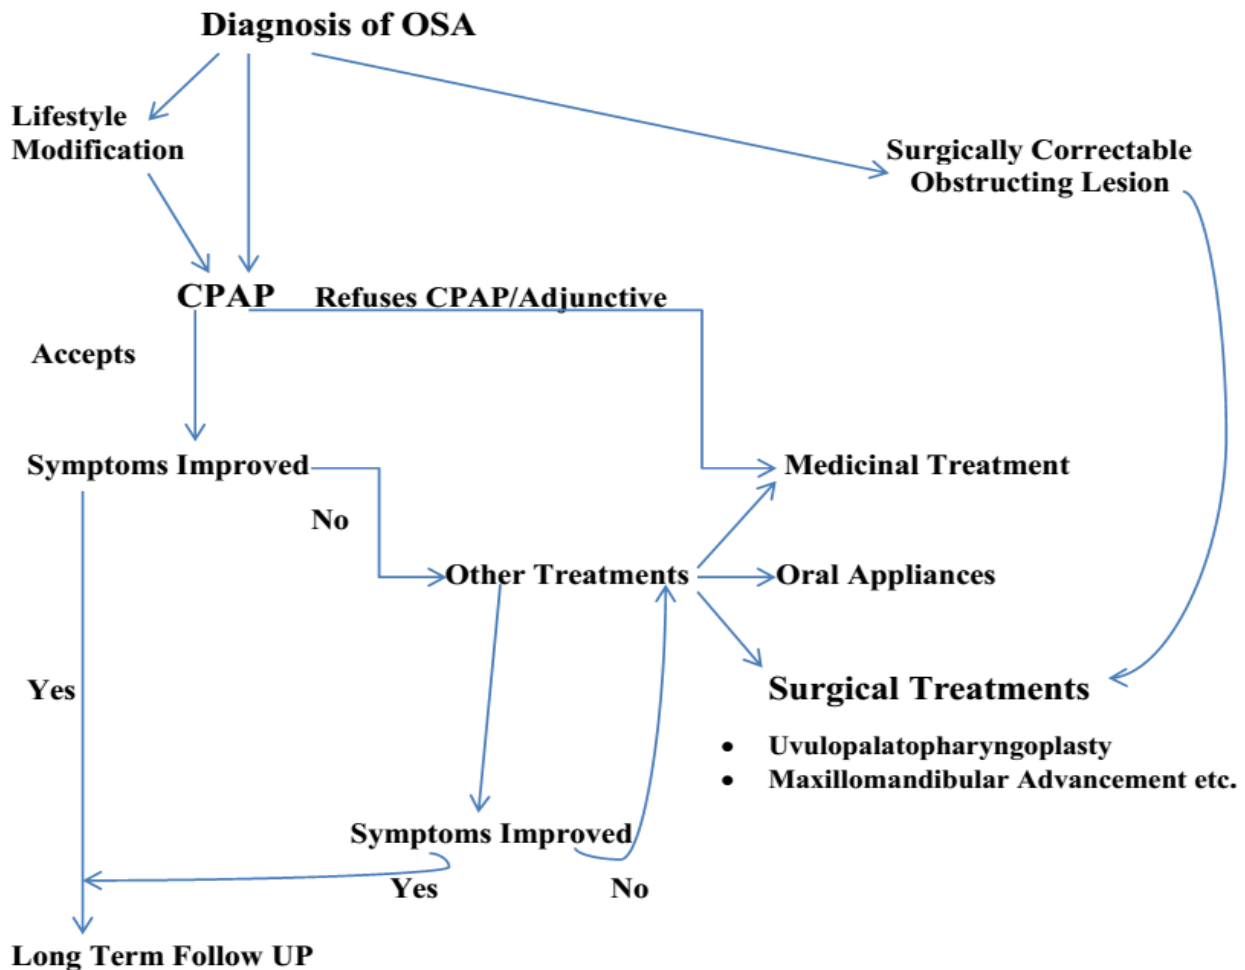 Diagnosis of OSA
Lifestyle
Modification
Surgically Correctable
Obstructing Lesion
CPAP
Refuses CPAP/Adjunctive
Accepts
Symptoms Improved
Medicinal Treatment
No
Other Treatments
Oral Appliances
Yes
Surgical Treatments
• Uvulopalatopharyngoplasty
• Maxillomandibular Advancement etc.
Symptoms Improved
Yes
No
Long Term Follow UP